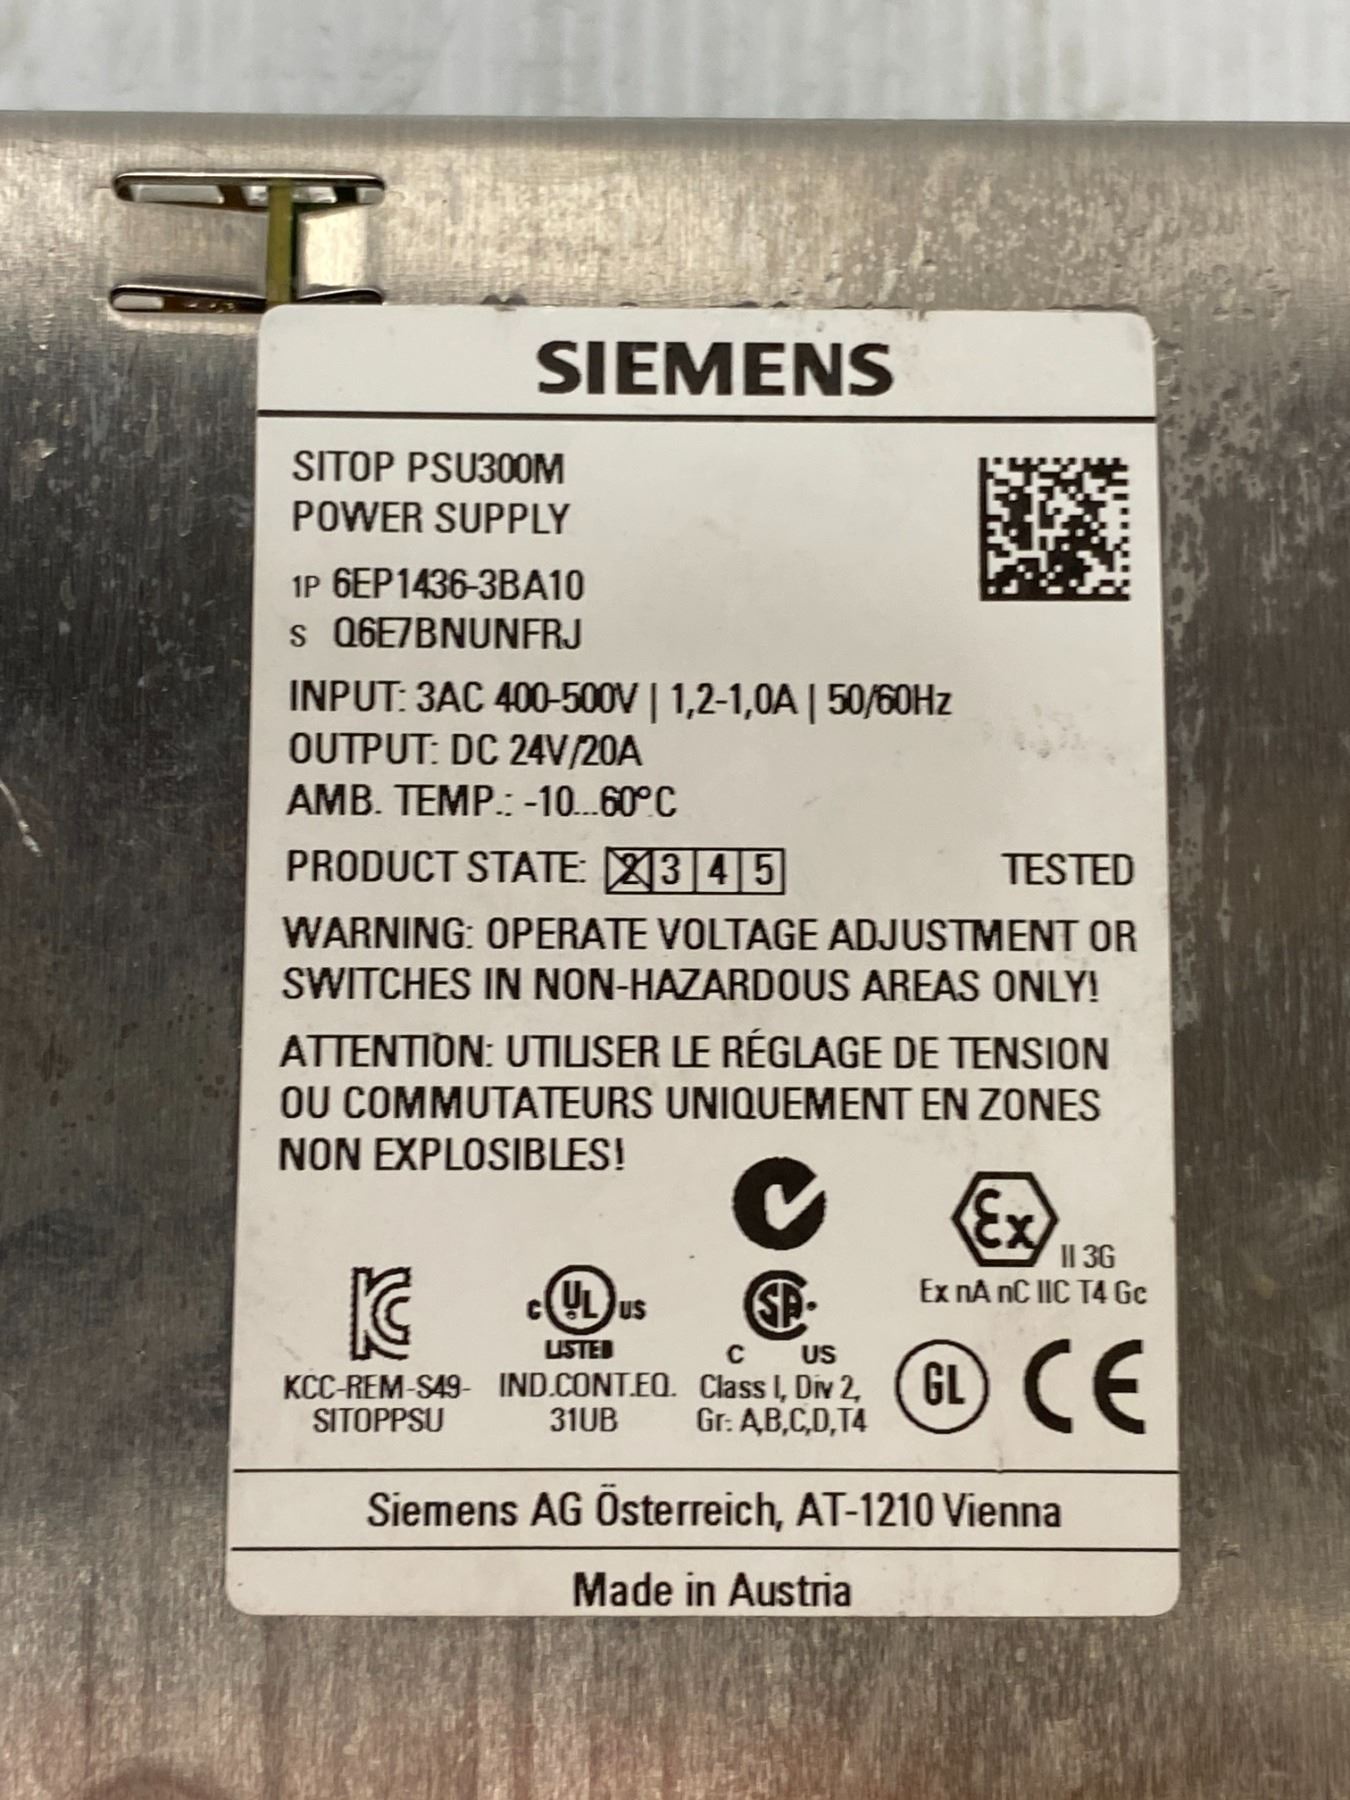 SIEMENS
SITOP PSU300M
POWER SUPPLY
1P 6EP1436-3BA10
S Q6E7BNUNFRJ
INPUT: 3AC 400-500V | 1,2-1,0A | 50/60Hz
OUTPUT: DC 24V/20A
AMB. TEMP.: -10...60°C
PRODUCT STATE: 2 3 4 5 TESTED
WARNING: OPERATE VOLTAGE ADJUSTMENT OR
SWITCHES IN NON-HAZARDOUS AREAS ONLY!
ATTENTION: UTILISER LE RÉGLAGE DE TENSION
OU COMMUTATEURS UNIQUEMENT EN ZONES
NON EXPLOSIBLES!
Ex II 3G
Ex nA nC IIC T4 Gc
KC
KCC-REM-S49-
SITOPPSU
C UL US
LISTED
IND.CONT.EQ.
31UB
SA
C US
Class I, Div 2,
Gr: A,B,C,D,T4
GL
CE
Siemens AG Österreich, AT-1210 Vienna
Made in Austria